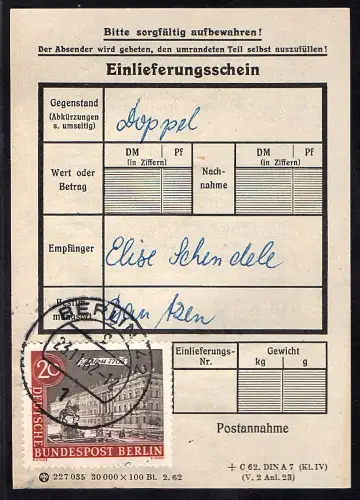 Bitte sorgfältig aufbewahren!
Der Absender wird gebeten, den umrandeten Teil selbst auszufüllen!
Einlieferungsschein
Gegenstand
(Abkürzungen
s. umseitig)
Doppel
Wert oder
Betrag
DM
(in Ziffern)
Pf
Nach-
nahme
DM
(in Ziffern)
Pf
Empfänger
Elise Schendele
Bautzen
BERLIN
Einlieferungs-
Nr.
Gewicht
kg
g
20
DEUTSCHE
BUNDESPOST BERLIN
Postannahme
227 035 30 000 × 100 Bl. 2. 62
C 62. DIN A 7 (Kl. IV)
(V. 2 Anl. 23)